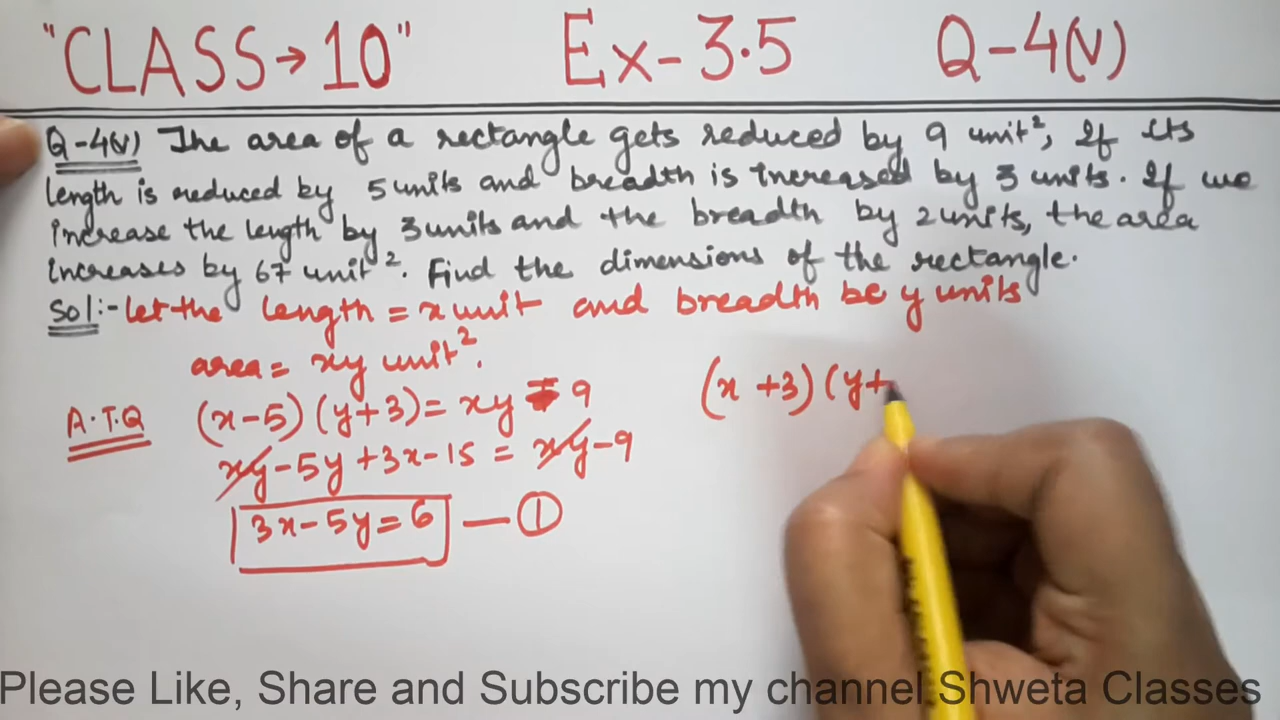 "CLASS→10" Ex-3.5 Q-4(V)
Q-4(V) The area of a rectangle gets reduced by 9 unit², If its
length is reduced by 5 units and breadth is increased by 3 units. If we
increase the length by 3 units and the breadth by 2 units, the area
increases by 67 unit². Find the dimensions of the rectangle.
Sol:- Let the length = x unit and breadth be y units
area = xy unit².
A.T.Q (x-5) (y+3) = xy - 9
xy - 5y + 3x - 15 = xy - 9
3x - 5y = 6 — ①
(x +3) (y+
Please Like, Share and Subscribe my channel Shweta Classes